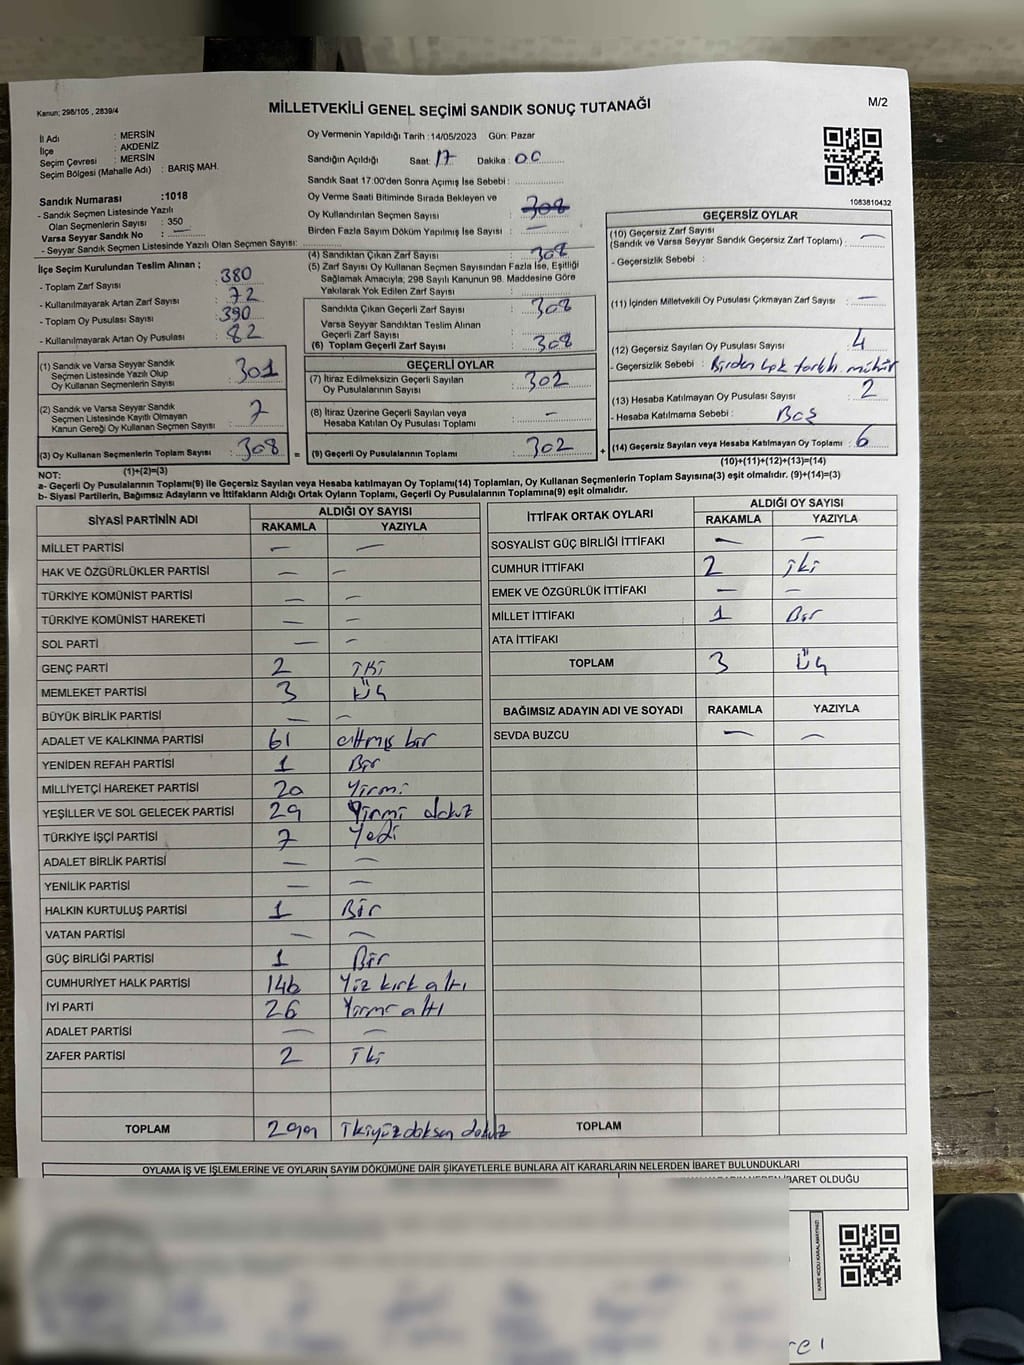 Kanun; 298/105 , 2839/4
MİLLETVEKİLİ GENEL SEÇİMİ SANDIK SONUÇ TUTANAĞI
M/2
İl Adı : MERSİN
İlçe : AKDENİZ
Seçim Çevresi : MERSİN
Seçim Bölgesi (Mahalle Adı) : BARIŞ MAH.
Sandık Numarası :1018
- Sandık Seçmen Listesinde Yazılı
Olan Seçmenlerin Sayısı : 350
Varsa Seyyar Sandık No : —
- Seyyar Sandık Seçmen Listesinde Yazılı Olan Seçmen Sayısı:
Oy Vermenin Yapıldığı Tarih :14/05/2023 Gün: Pazar
Sandığın Açıldığı Saat: 17 Dakika: 00
Sandık Saat 17:00'den Sonra Açımış İse Sebebi :
Oy Verme Saati Bitiminde Sırada Bekleyen ve
Oy Kullandırılan Seçmen Sayısı : 308
Birden Fazla Sayım Döküm Yapılmış İse Sayısı : —
1083810432
İlçe Seçim Kurulundan Teslim Alınan ;
- Toplam Zarf Sayısı : 380
- Kullanılmayarak Artan Zarf Sayısı : 72
- Toplam Oy Pusulası Sayısı : 390
- Kullanılmayarak Artan Oy Pusulası : 82
(1) Sandık ve Varsa Seyyar Sandık
Seçmen Listesinde Yazılı Olup
Oy Kullanan Seçmenlerin Sayısı : 301
(2) Sandık ve Varsa Seyyar Sandık
Seçmen Listesinde Kayıtlı Olmayan
Kanun Gereği Oy Kullanan Seçmen Sayısı : 7
(3) Oy Kullanan Seçmenlerin Toplam Sayısı : 308
(1)+(2)=(3)
(4) Sandıktan Çıkan Zarf Sayısı : 308
(5) Zarf Sayısı Oy Kullanan Seçmen Sayısından Fazla İse, Eşitliği
Sağlamak Amacıyla, 298 Sayılı Kanunun 98. Maddesine Göre
Yakılarak Yok Edilen Zarf Sayısı :
Sandıkta Çıkan Geçerli Zarf Sayısı : 308
Varsa Seyyar Sandıktan Teslim Alınan
Geçerli Zarf Sayısı :
(6) Toplam Geçerli Zarf Sayısı : 308
GEÇERLİ OYLAR
(7) İtiraz Edilmeksizin Geçerli Sayılan
Oy Pusulasının Sayısı : 302
(8) İtiraz Üzerine Geçerli Sayılan veya
Hesaba Katılan Oy Pusulası Toplamı : —
= (9) Geçerli Oy Pusulasının Toplamı : 302 +
GEÇERSİZ OYLAR
(10) Geçersiz Zarf Sayısı
(Sandık ve Varsa Seyyar Sandık Geçersiz Zarf Toplamı) : —
- Geçersizlik Sebebi :
(11) İçinden Milletvekili Oy Pusulası Çıkmayan Zarf Sayısı : —
(12) Geçersiz Sayılan Oy Pusulası Sayısı : 4
- Geçersizlik Sebebi : Birden çok mühür
(13) Hesaba Katılmayan Oy Pusulası Sayısı : 2
- Hesaba Katılmama Sebebi : Boş
(14) Geçersiz Sayılan veya Hesaba Katılmayan Oy Toplamı : 6
(10)+(11)+(12)+(13)=(14)
NOT:
a- Geçerli Oy Pusulalarının Toplamı(9) ile Geçersiz Sayılan veya Hesaba Katılmayan Oy Toplamı(14) Toplamları, Oy Kullanan Seçmenlerin Toplam Sayısına(3) eşit olmalıdır. (9)+(14)=(3)
b- Siyasi Partilerin, Bağımsız Adayların ve İttifakların Aldığı Ortak Oyların Toplamı, Geçerli Oy Pusulalarının Toplamına(9) eşit olmalıdır.
SİYASİ PARTİNİN ADI ALDIĞI OY SAYISI
RAKAMLA YAZIYLA
MİLLET PARTİSİ — —
HAK VE ÖZGÜRLÜKLER PARTİSİ — —
TÜRKİYE KOMÜNİST PARTİSİ — —
TÜRKİYE KOMÜNİST HAREKETİ — —
SOL PARTİ — —
GENÇ PARTİ 2 İki
MEMLEKET PARTİSİ 3 Üç
BÜYÜK BİRLİK PARTİSİ — —
ADALET VE KALKINMA PARTİSİ 61 altmış bir
YENİDEN REFAH PARTİSİ 1 Bir
MİLLİYETÇİ HAREKET PARTİSİ 20 Yirmi
YEŞİLLER VE SOL GELECEK PARTİSİ 29 Yirmi dokuz
TÜRKİYE İŞÇİ PARTİSİ 7 Yedi
ADALET BİRLİK PARTİSİ — —
YENİLİK PARTİSİ — —
HALKIN KURTULUŞ PARTİSİ 1 Bir
VATAN PARTİSİ — —
GÜÇ BİRLİĞİ PARTİSİ 1 Bir
CUMHURİYET HALK PARTİSİ 146 Yüz kırk altı
İYİ PARTİ 26 Yirmi altı
ADALET PARTİSİ — —
ZAFER PARTİSİ 2 İki
TOPLAM 299 ikiyüzdoksan dokuz
İTTİFAK ORTAK OYLARI ALDIĞI OY SAYISI
RAKAMLA YAZIYLA
SOSYALİST GÜÇ BİRLİĞİ İTTİFAKI — —
CUMHUR İTTİFAKI 2 iki
EMEK VE ÖZGÜRLÜK İTTİFAKI — —
MİLLET İTTİFAKI 1 Bir
ATA İTTİFAKI
TOPLAM 3 Üç
BAĞIMSIZ ADAYIN ADI VE SOYADI RAKAMLA YAZIYLA
SEVDA BUZCU — —
TOPLAM
OYLAMA İŞ VE İŞLEMLERİNE VE OYLARIN SAYIM DÖKÜMÜNE DAİR ŞİKAYETLERLE BUNLARA AİT KARARLARIN NELERDEN İBARET BULUNDUKLARI
İBARET OLDUĞU
KARE KODU KARALAMAYINIZ!